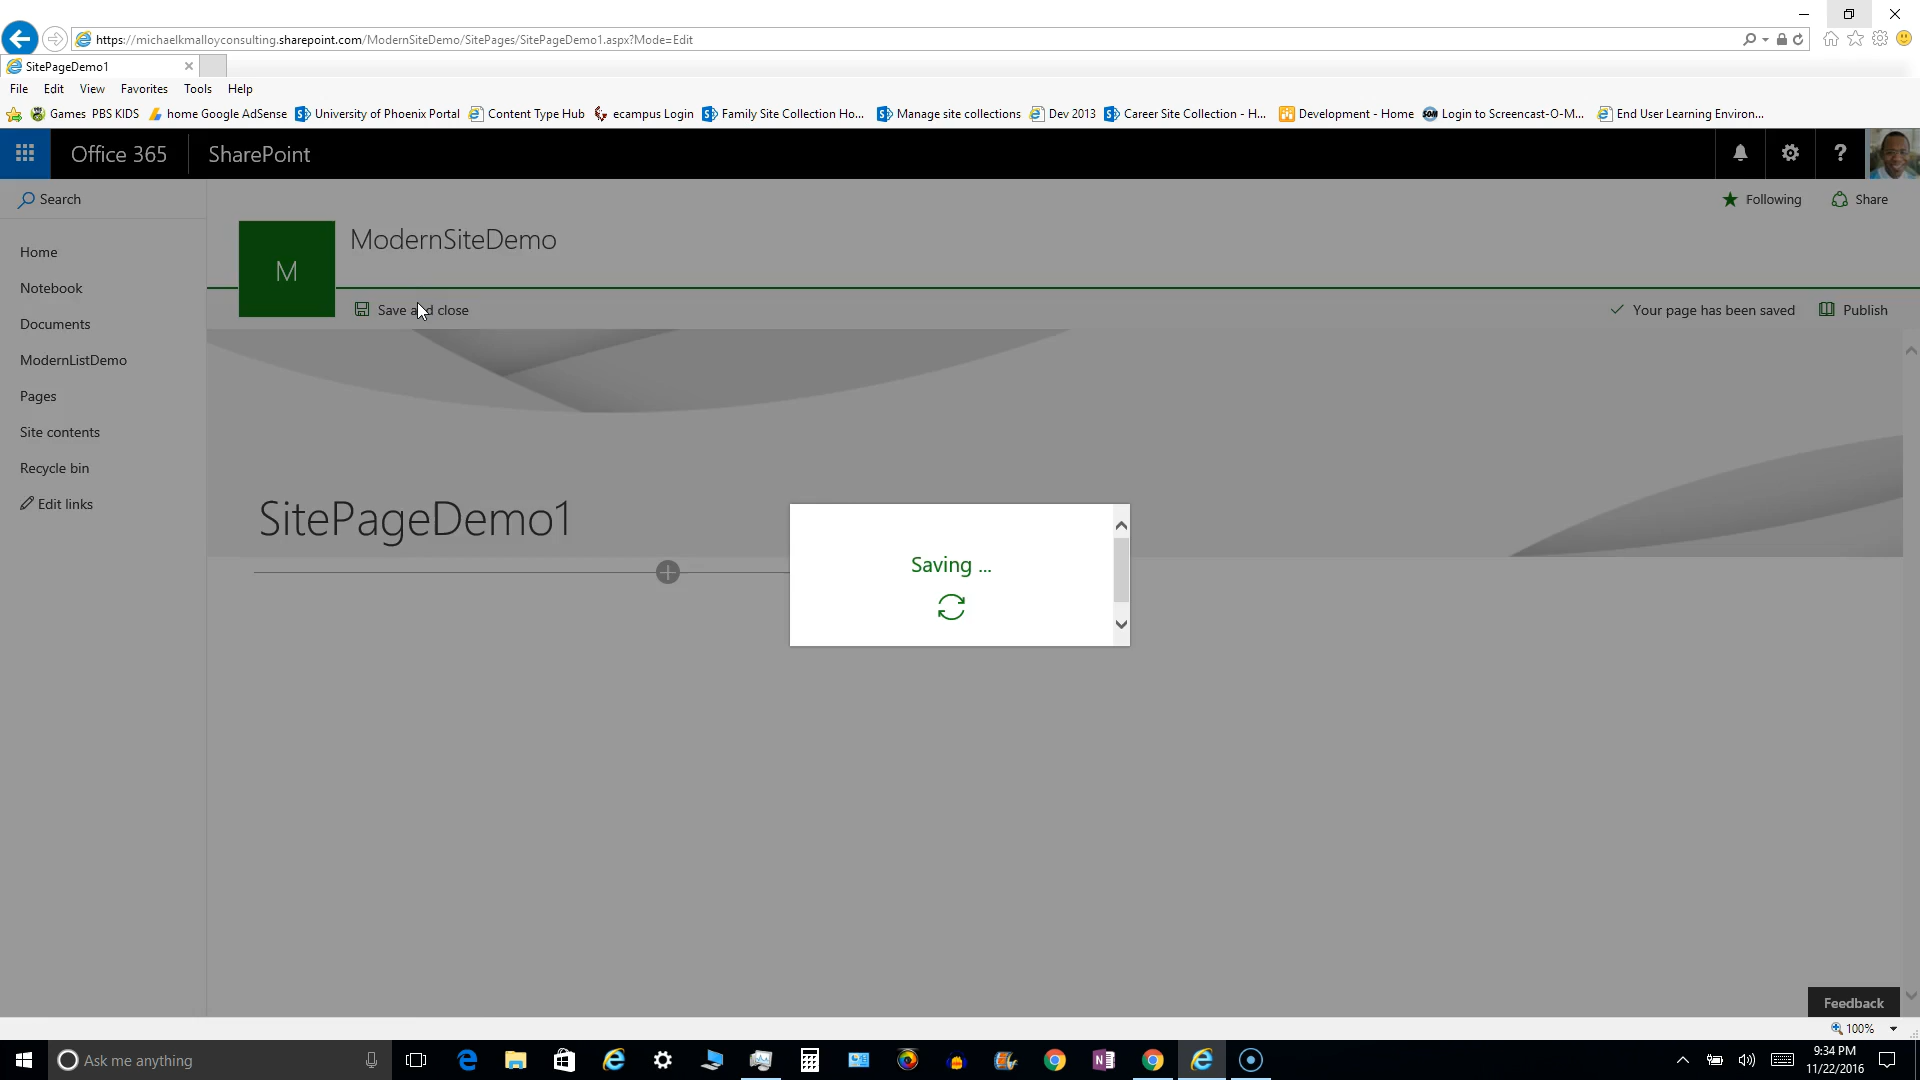 https://michaelkmalloyconsulting.sharepoint.com/ModernSiteDemo/SitePages/SitePageDemo1.aspx?Mode=Edit
SitePageDemo1
File Edit View Favorites Tools Help
Games PBS KIDS home Google AdSense University of Phoenix Portal Content Type Hub ecampus Login Family Site Collection Ho... Manage site collections Dev 2013 Career Site Collection - H... Development - Home Login to Screencast-O-M... End User Learning Environ...
Office 365 SharePoint ?
Search Following Share
M
ModernSiteDemo
Home
Notebook
Documents
ModernListDemo
Pages
Site contents
Recycle bin
Edit links
Save and close Your page has been saved Publish
SitePageDemo1
Saving ...
Feedback
100%
Ask me anything
9:34 PM
11/22/2016